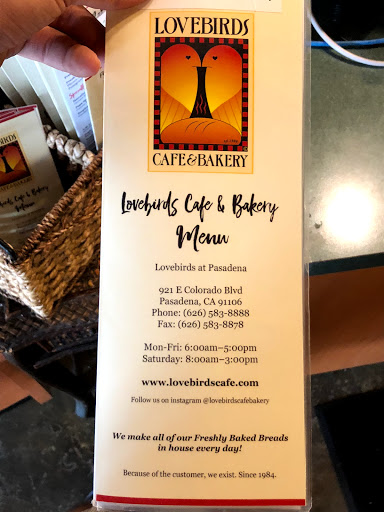 LOVEBIRDS
CAFE & BAKERY
Lovebirds Cafe & Bakery
Menu
Lovebirds at Pasadena
921 E Colorado Blvd
Pasadena, CA 91106
Phone: (626) 583-8888
Fax: (626) 583-8878
Mon-Fri: 6:00am–5:00pm
Saturday: 8:00am–3:00pm
www.lovebirdscafe.com
Follow us on instagram @lovebirdscafebakery
We make all of our Freshly Baked Breads
in house every day!
Because of the customer, we exist. Since 1984.
LOVEBIRDS
CAFE & BAKERY